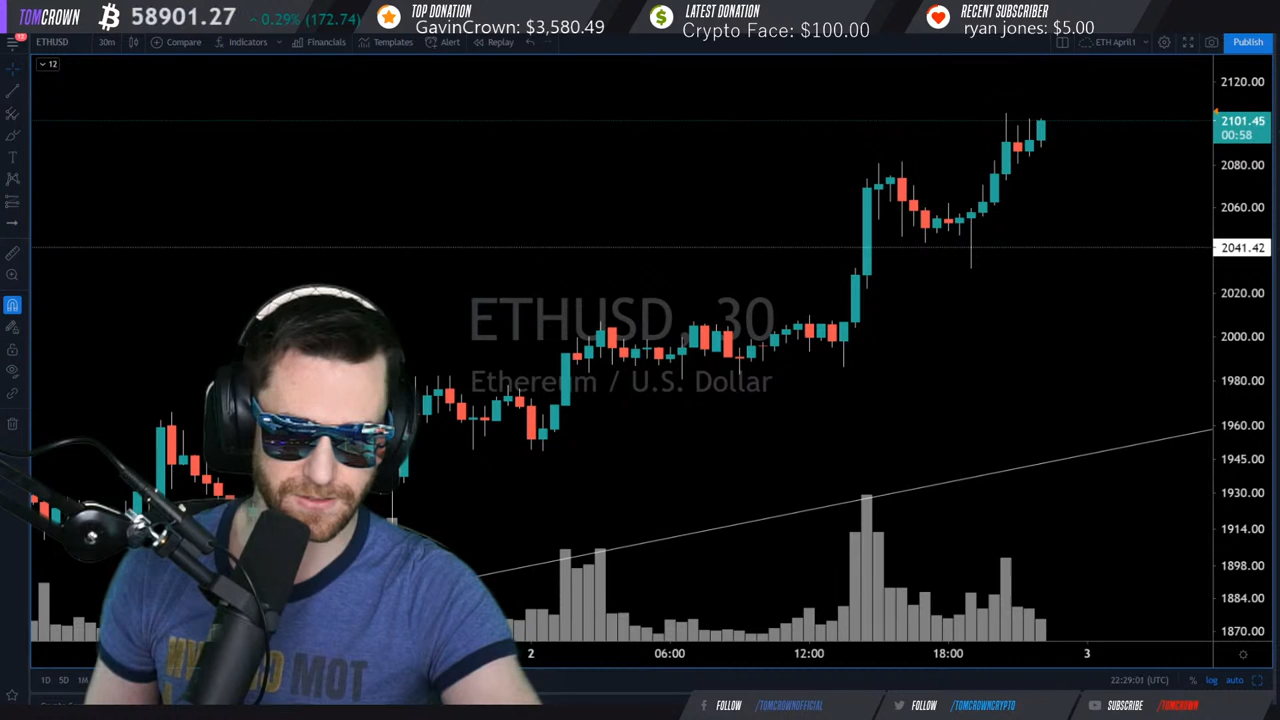 TOMCROWN
58901.27
0.29% (172.74)
TOP DONATION
GavinCrown: $3,580.49
LATEST DONATION
Crypto Face: $100.00
RECENT SUBSCRIBER
ryan jones: $5.00
ETHUSD
30m
Compare
Indicators
Financials
Templates
Alert
Replay
ETH April1
Publish
12
2120.00
2101.45
00:58
2080.00
2060.00
2041.42
2020.00
2000.00
1980.00
1960.00
1945.00
1930.00
1914.00
1898.00
1884.00
1870.00
ETHUSD, 30
Ethereum / U.S. Dollar
2
06:00
12:00
18:00
3
1D
5D
1M
22:29:01 (UTC)
%
log
auto
FOLLOW
/TOMCROWNOFFICIAL
FOLLOW
/TOMCROWNCRYPTO
SUBSCRIBE
/TOMCROWN